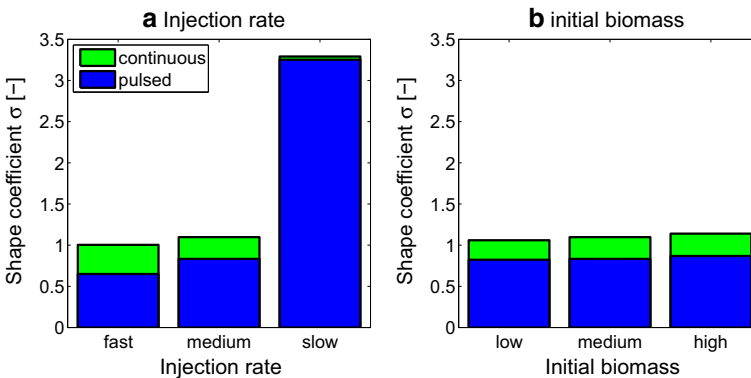 a Injection rate
3.5
3
2.5
2
1.5
1
0.5
0
Shape coefficient σ [−]
continuous
pulsed
fast medium slow
Injection rate
b initial biomass
3.5
3
2.5
2
1.5
1
0.5
0
Shape coefficient σ [−]
low medium high
Initial biomass